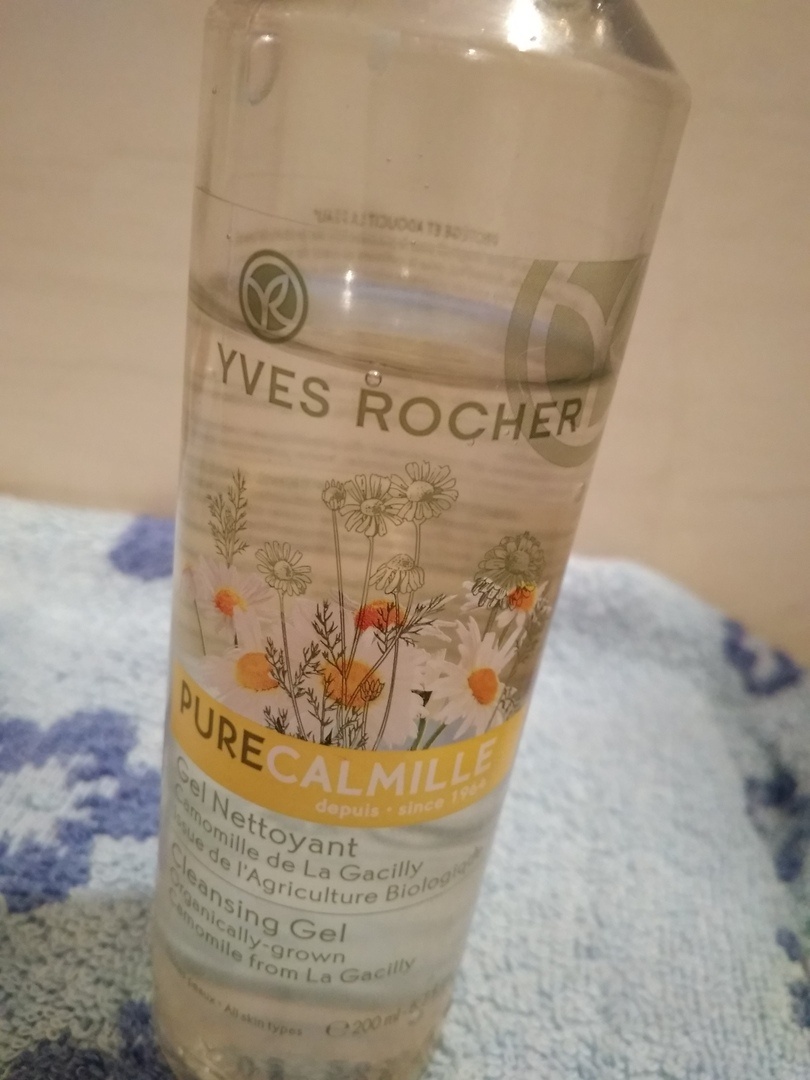 YVES ROCHER
PURECALMILLE
depuis • since 196
Gel Nettoyant
Camomille de La Gacilly
Issue de l'Agriculture Biologique
Cleansing Gel
Organically-grown
Camomile from La Gacilly
All skin types ℮ 200 ml